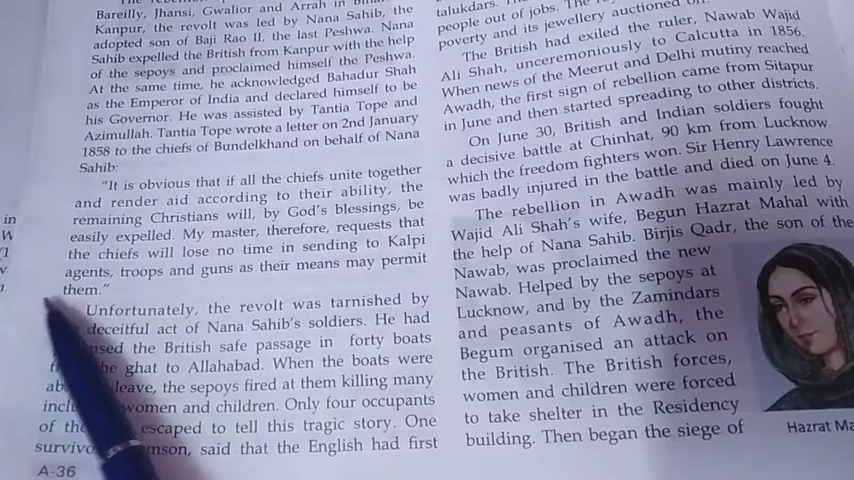 Bareilly, Jhansi, Gwalior and Arrah in
Kanpur, the revolt was led by Nana Sahib, the
adopted son of Baji Rao II, the last Peshwa. Nana
Sahib expelled the British from Kanpur with the help
of the sepoys and proclaimed himself the Peshwa.
At the same time, he acknowledged Bahadur Shah
as the Emperor of India and declared himself to be
his Governor. He was assisted by Tantia Tope and
Azimullah. Tantia Tope wrote a letter on 2nd January
1858 to the chiefs of Bundelkhand on behalf of Nana
Sahib:
"It is obvious that if all the chiefs unite together
and render aid according to their ability, the
remaining Christians will, by God's blessings, be
easily expelled. My master, therefore, requests that
the chiefs will lose no time in sending to Kalpi
agents, troops and guns as their means may permit
them."
Unfortunately, the revolt was tarnished by
deceitful act of Nana Sahib's soldiers. He had
the British safe passage in forty boats
ghat to Allahabad. When the boats were
leave, the sepoys fired at them killing many
women and children. Only four occupants
of escaped to tell this tragic story. One
said that the English had first
A-36
talukdars.
people out of jobs. The
poverty and its jewellery auctioned
The British had exiled the ruler, Nawab Wajid
Ali Shah, unceremoniously to Calcutta in 1856.
When news of the Meerut and Delhi mutiny reached
Awadh, the first sign of rebellion came from Sitapur
in June and then started spreading to other districts.
On June 30, British and Indian soldiers fought
a decisive battle at Chinhat, 90 km from Lucknow
which the freedom fighters won. Sir Henry Lawrence
was badly injured in the battle and died on June 4.
The rebellion in Awadh was mainly led by
Wajid Ali Shah's wife, Begun Hazrat Mahal with
the help of Nana Sahib. Birjis Qadr, the son of the
Nawab, was proclaimed the new
Nawab. Helped by the sepoys at
Lucknow, and by the Zamindars
and peasants of Awadh, the
Begum organised an attack on
the British. The British forces,
women and children were forced
to take shelter in the Residency
building. Then began the siege of
Hazrat